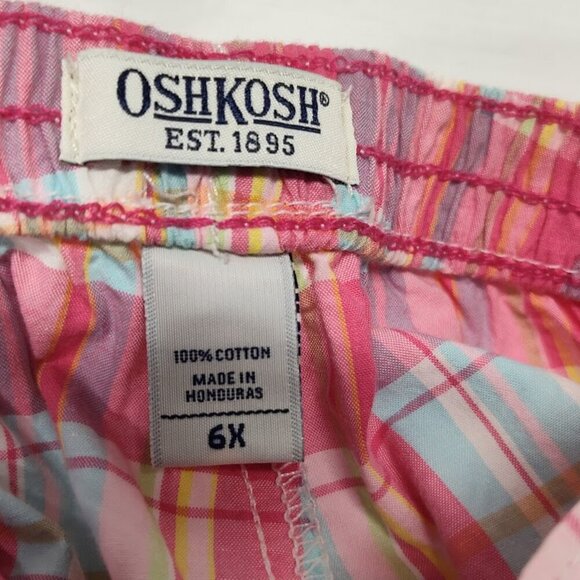 OSHKOSH®
EST. 1895
100% COTTON
MADE IN
HONDURAS
6X